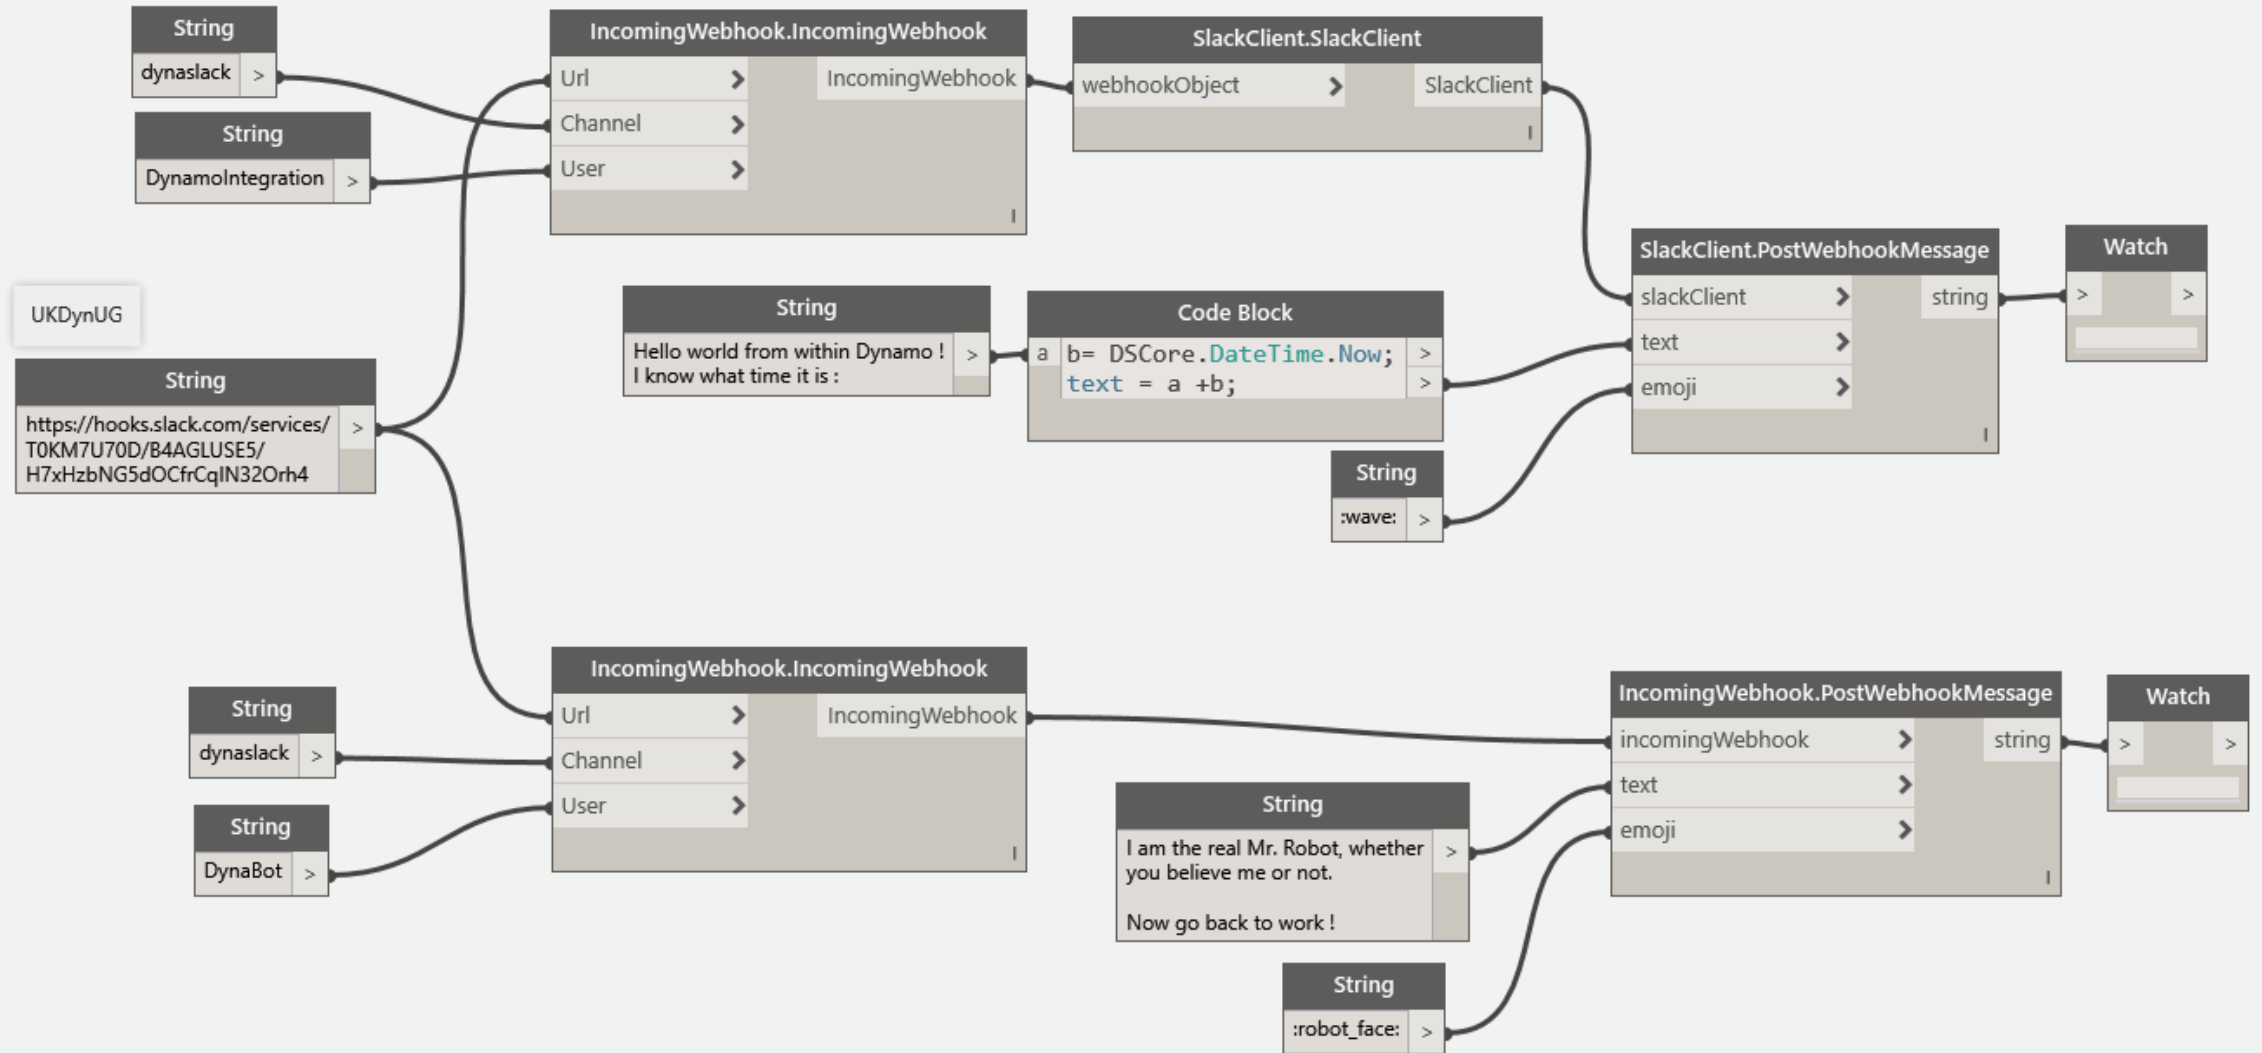 String
dynaslack >
String
DynamoIntegration >
IncomingWebhook.IncomingWebhook
Url > IncomingWebhook
Channel >
User >
SlackClient.SlackClient
webhookObject > SlackClient
UKDynUG
String
https://hooks.slack.com/services/ >
T0KM7U70D/B4AGLUSE5/
H7xHzbNG5dOCfrCqIN32Orh4
String
Hello world from within Dynamo ! >
I know what time it is :
Code Block
a b= DSCore.DateTime.Now; >
text = a +b; >
String
:wave: >
SlackClient.PostWebhookMessage
slackClient > string
text >
emoji >
Watch
> >
String
dynaslack >
String
DynaBot >
IncomingWebhook.IncomingWebhook
Url > IncomingWebhook
Channel >
User >
String
I am the real Mr. Robot, whether >
you believe me or not.
Now go back to work !
String
:robot_face: >
IncomingWebhook.PostWebhookMessage
incomingWebhook > string
text >
emoji >
Watch
> >